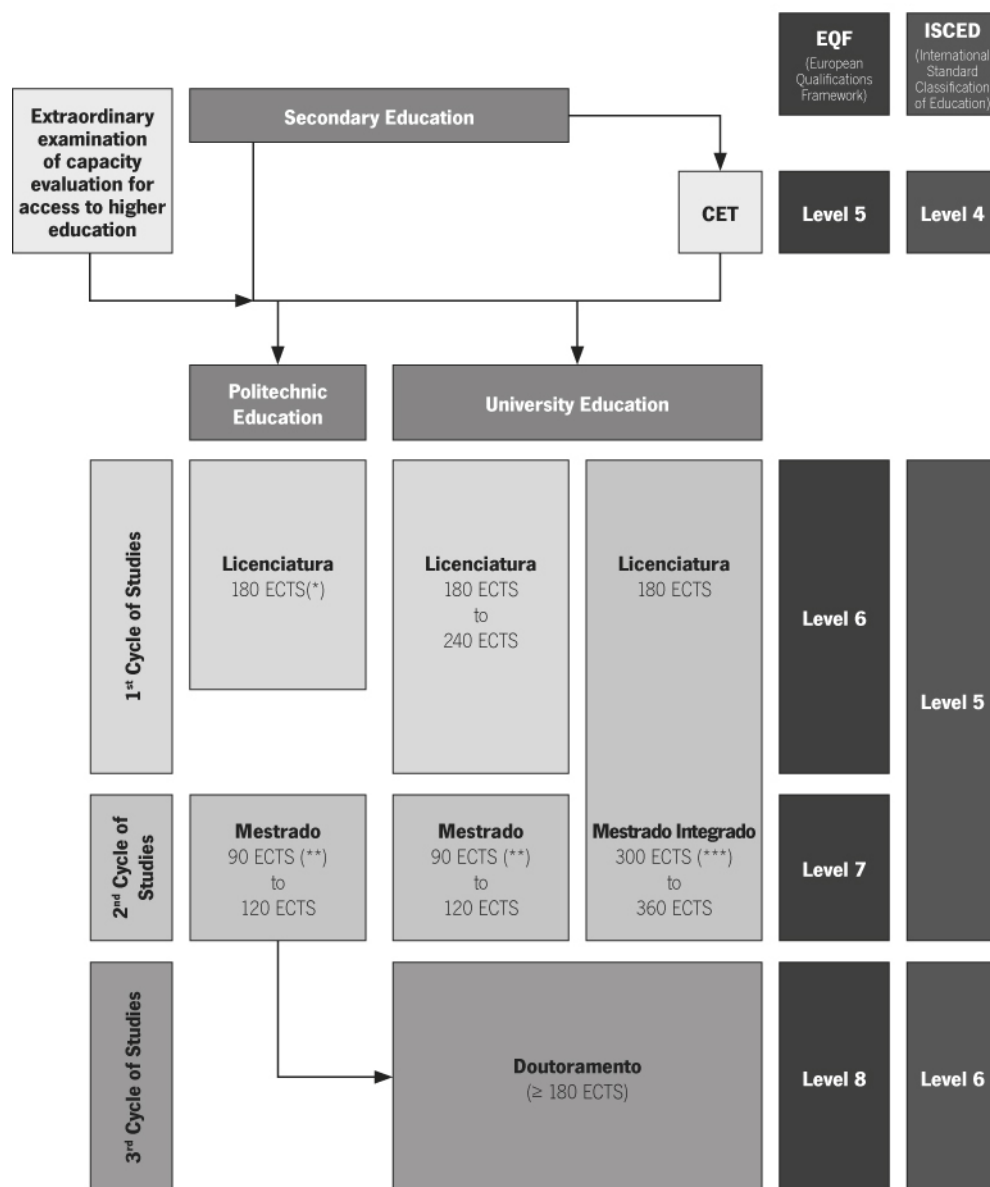 EQF
(European
Qualifications
Framework)
ISCED
(International
Standard
Classification
of Education)
Extraordinary
examination
of capacity
evaluation for
access to higher
education
Secondary Education
CET
Level 5
Level 4
Politechnic
Education
University Education
1st Cycle of Studies
Licenciatura
180 ECTS(*)
Licenciatura
180 ECTS
to
240 ECTS
Licenciatura
180 ECTS
Level 6
Level 5
2nd Cycle of
Studies
Mestrado
90 ECTS (**)
to
120 ECTS
Mestrado
90 ECTS (**)
to
120 ECTS
Mestrado Integrado
300 ECTS (***)
to
360 ECTS
Level 7
3rd Cycle of Studies
Doutoramento
(≥ 180 ECTS)
Level 8
Level 6